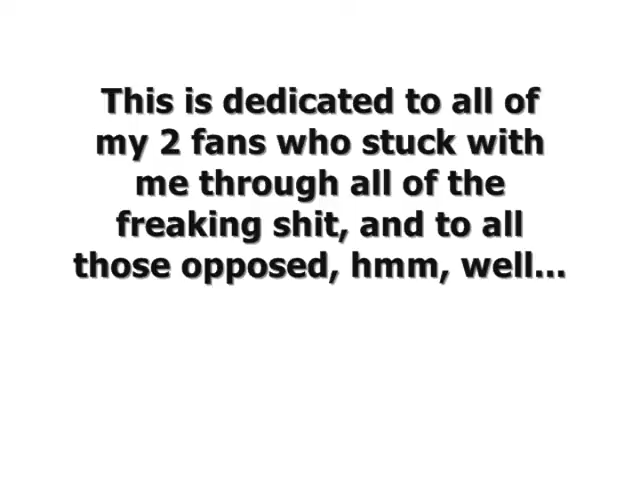 This is dedicated to all of
my 2 fans who stuck with
me through all of the
freaking shit, and to all
those opposed, hmm, well...